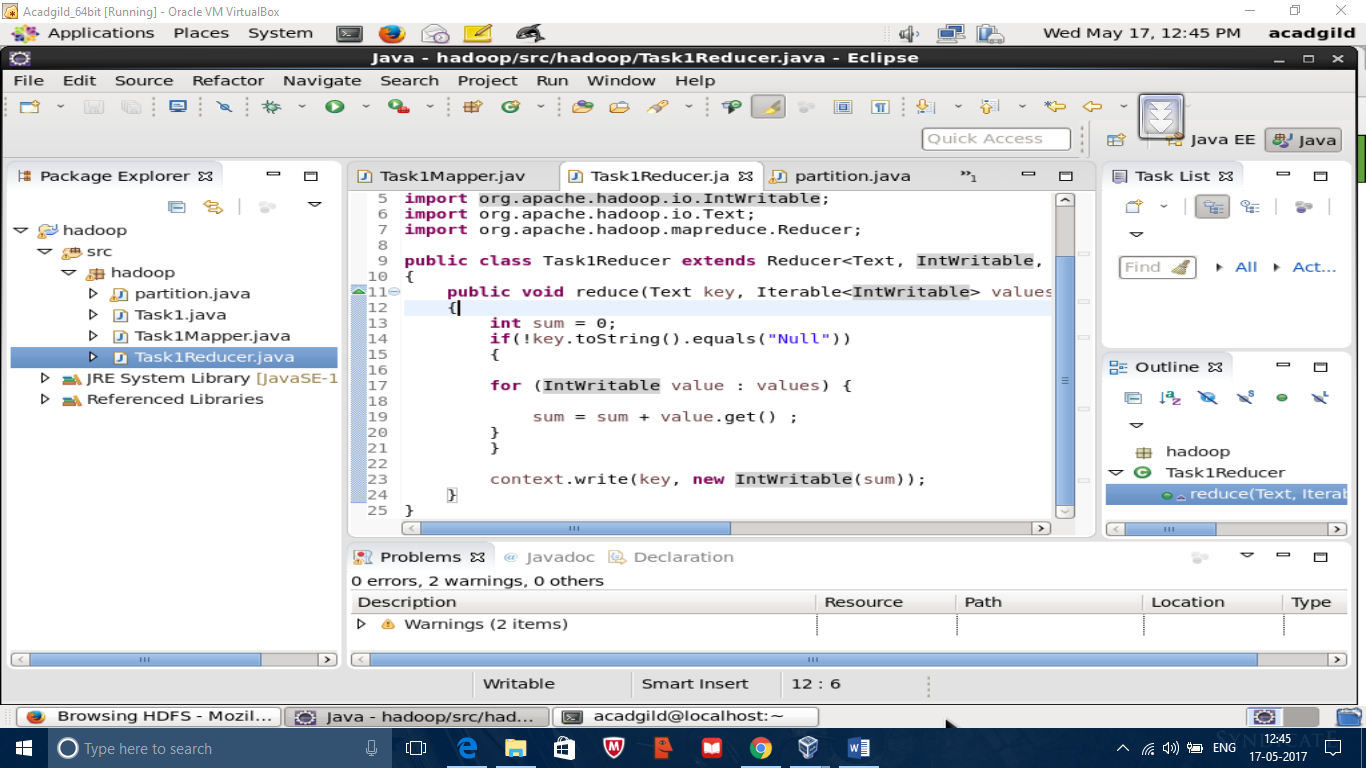 Acadgild_64bit [Running] - Oracle VM VirtualBox
Applications Places System Wed May 17, 12:45 PM acadgild
Java - hadoop/src/hadoop/Task1Reducer.java - Eclipse
File Edit Source Refactor Navigate Search Project Run Window Help
Quick Access Java EE Java
Package Explorer
hadoop
src
hadoop
partition.java
Task1.java
Task1Mapper.java
Task1Reducer.java
JRE System Library [JavaSE-1
Referenced Libraries
Task1Mapper.jav Task1Reducer.ja partition.java »1
5 import org.apache.hadoop.io.IntWritable;
6 import org.apache.hadoop.io.Text;
7 import org.apache.hadoop.mapreduce.Reducer;
8
9 public class Task1Reducer extends Reducer<Text, IntWritable,
10 {
11 public void reduce(Text key, Iterable<IntWritable> values
12 {
13 int sum = 0;
14 if(!key.toString().equals("Null"))
15 {
16
17 for (IntWritable value : values) {
18
19 sum = sum + value.get() ;
20 }
21 }
22
23 context.write(key, new IntWritable(sum));
24 }
25 }
Task List
Find All Act...
Outline
hadoop
Task1Reducer
reduce(Text, Iterab
Problems @ Javadoc Declaration
0 errors, 2 warnings, 0 others
Description Resource Path Location Type
Warnings (2 items)
Writable Smart Insert 12 : 6
Browsing HDFS - Mozil... Java - hadoop/src/had... acadgild@localhost:~
Type here to search ENG 12:45
17-05-2017